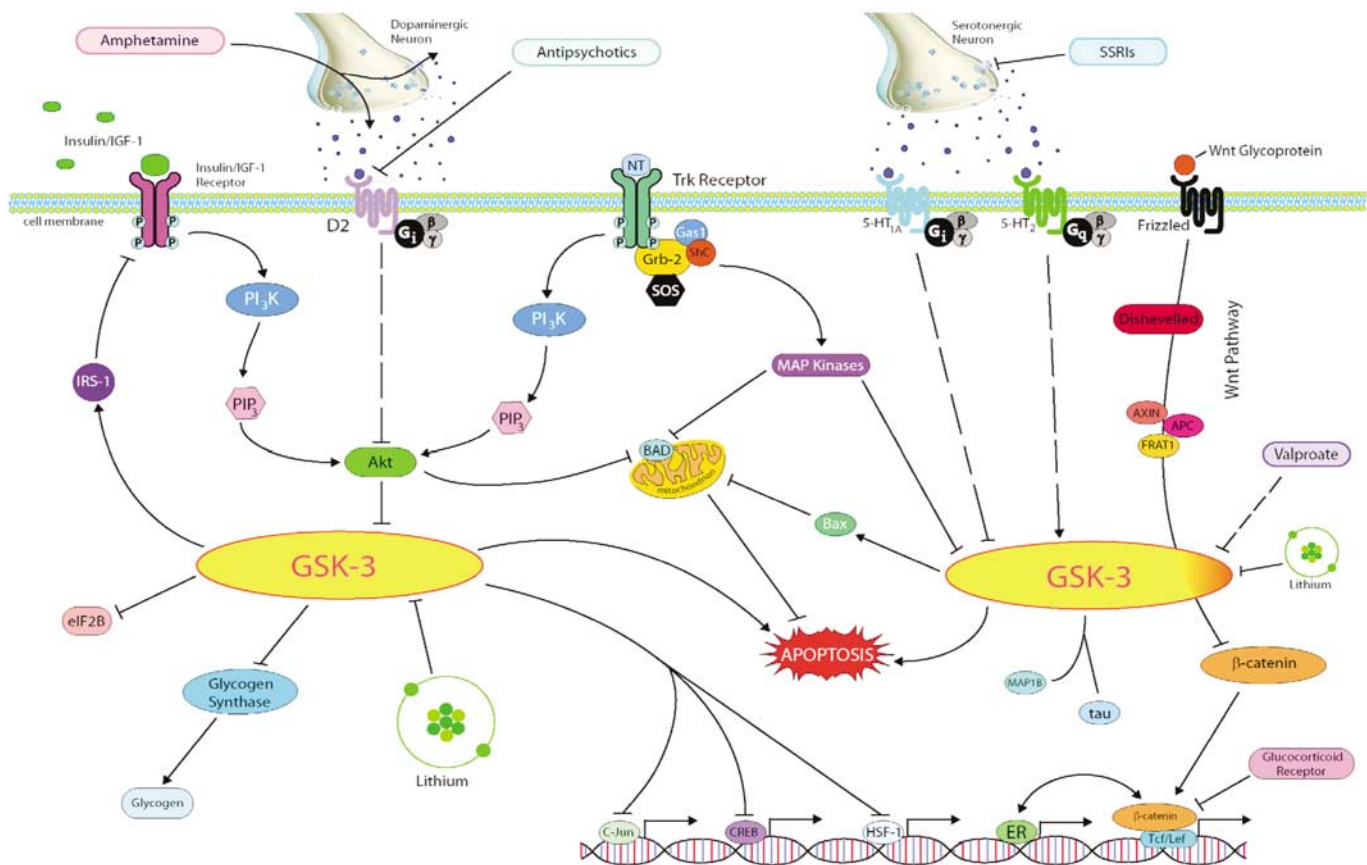 Amphetamine
Dopaminergic
Neuron
Antipsychotics
Serotonergic
Neuron
SSRIs
Insulin/IGF-1
Insulin/IGF-1
Receptor
NT
Trk Receptor
Wnt Glycoprotein
cell membrane
P
P
P
P
D2
Gi
β
γ
P
P
P
P
Gas1
Grb-2
ShC
SOS
5-HT1A
Gi
β
γ
5-HT2
Gq
β
γ
Frizzled
PI3K
PI3K
Dishevelled
Wnt Pathway
IRS-1
MAP Kinases
PIP3
PIP3
AXIN
APC
FRAT1
Akt
BAD
mitochondrion
Valproate
Bax
GSK-3
GSK-3
Lithium
eIF2B
APOPTOSIS
β-catenin
Glycogen
Synthase
MAP1B
tau
Lithium
Glucocorticoid
Receptor
Glycogen
C-Jun
CREB
HSF-1
ER
β-catenin
Tcf/Lef